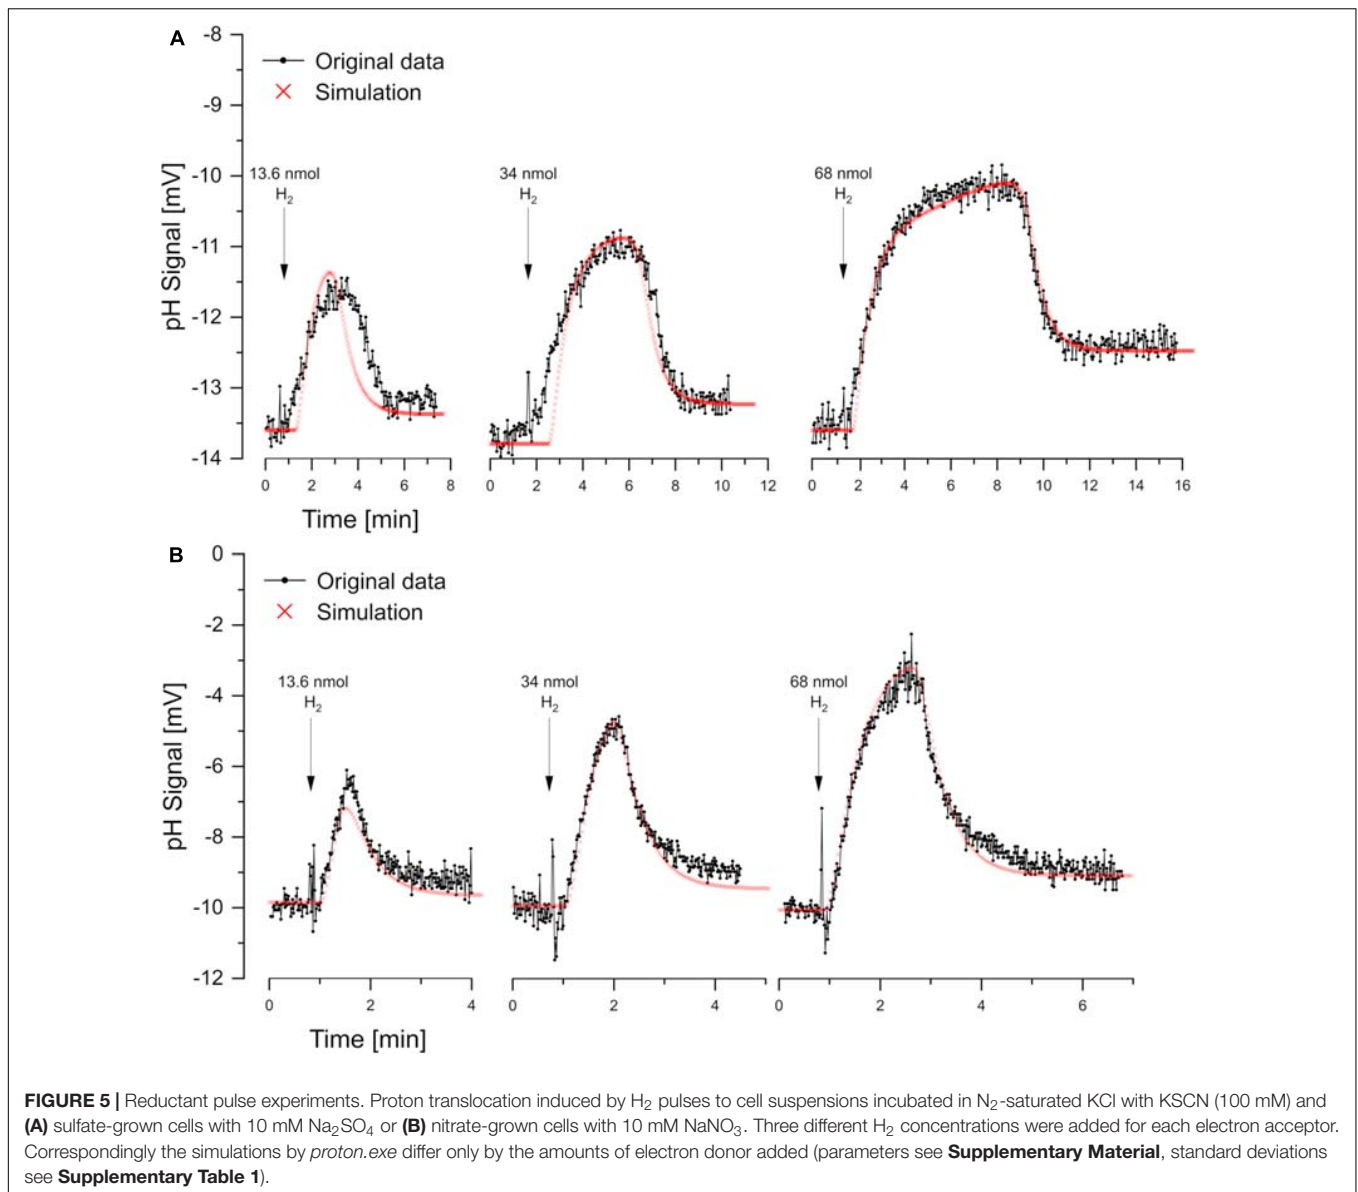 A
-8
-9
-10
-11
-12
-13
-14
pH Signal [mV]
Original data
Simulation
13.6 nmol
H₂
34 nmol
H₂
68 nmol
H₂
0 2 4 6 8
0 2 4 6 8 10 12
0 2 4 6 8 10 12 14 16
Time [min]
B
0
-2
-4
-6
-8
-10
-12
pH Signal [mV]
Original data
Simulation
13.6 nmol
H₂
34 nmol
H₂
68 nmol
H₂
0 2 4
0 2 4
0 2 4 6
Time [min]
FIGURE 5 | Reductant pulse experiments. Proton translocation induced by H₂ pulses to cell suspensions incubated in N₂-saturated KCl with KSCN (100 mM) and
(A) sulfate-grown cells with 10 mM Na₂SO₄ or (B) nitrate-grown cells with 10 mM NaNO₃. Three different H₂ concentrations were added for each electron acceptor.
Correspondingly the simulations by proton.exe differ only by the amounts of electron donor added (parameters see Supplementary Material, standard deviations
see Supplementary Table 1).